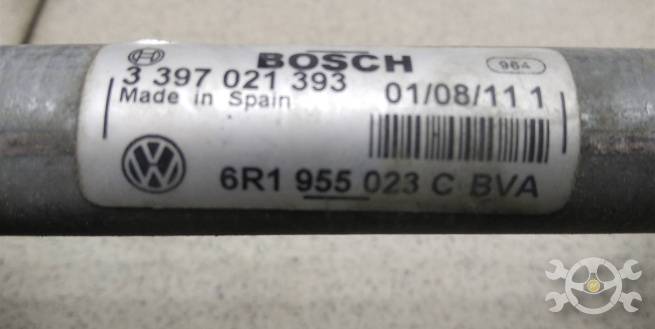 BOSCH
964
3 397 021 393
Made in Spain
01/08/11 1
6R1 955 023 C BVA